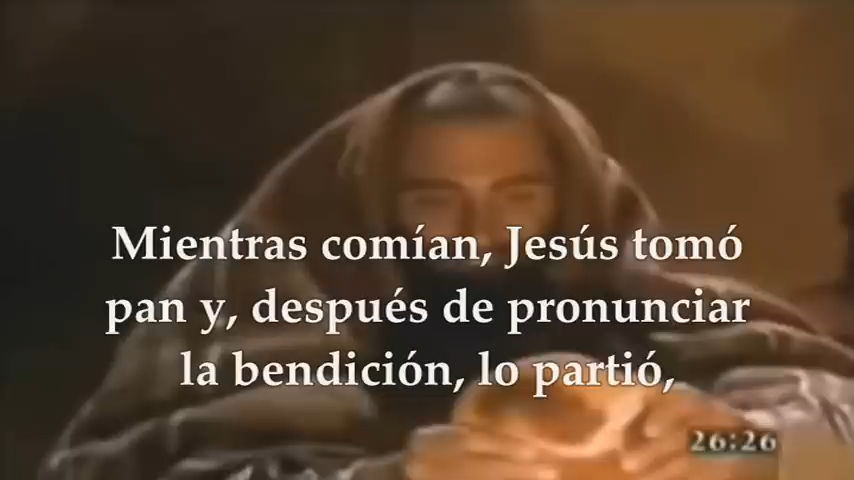 Mientras comían, Jesús tomó
pan y, después de pronunciar
la bendición, lo partió,
26:26